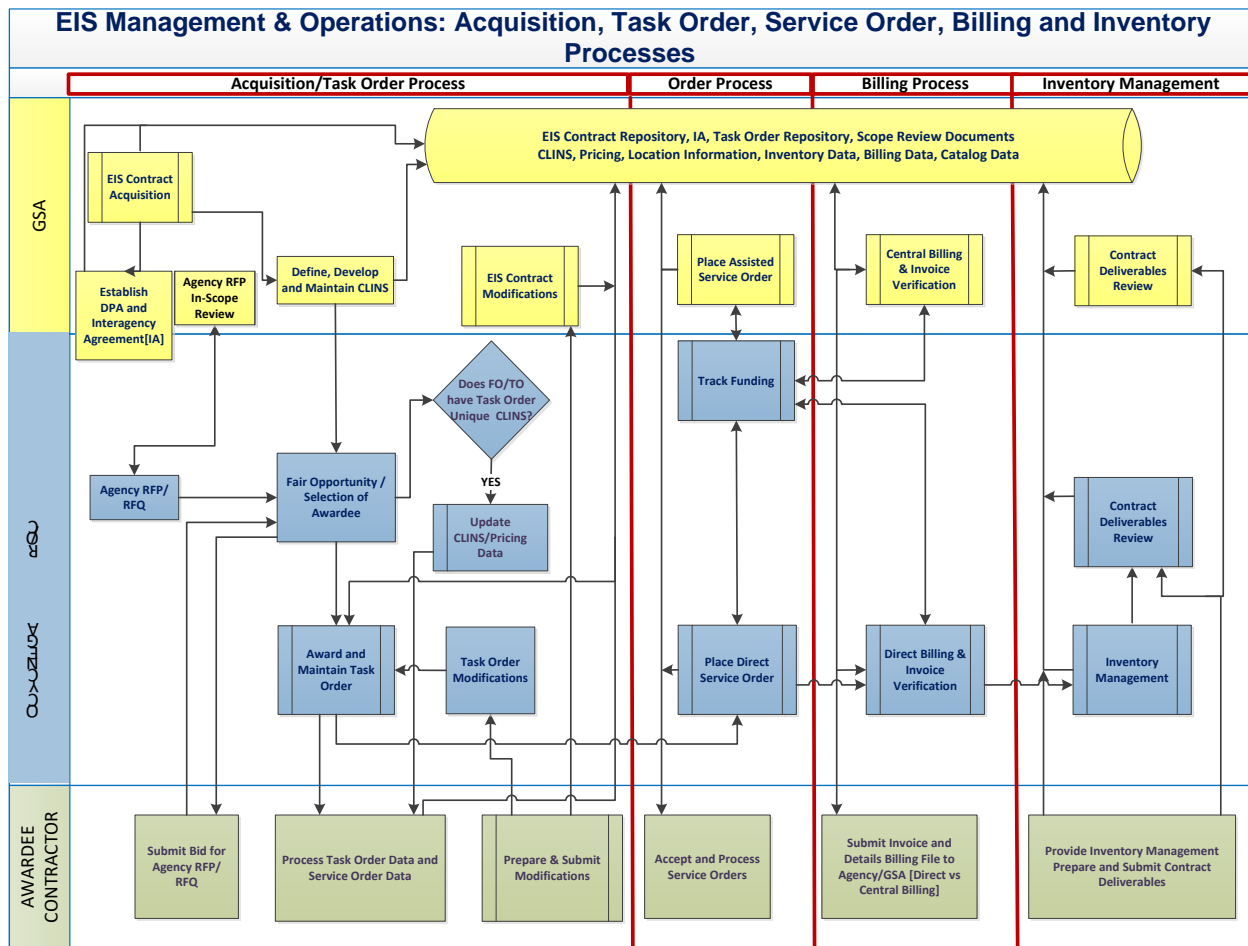 EIS Management & Operations: Acquisition, Task Order, Service Order, Billing and Inventory
Processes
Acquisition/Task Order Process
Order Process
Billing Process
Inventory Management
GSA
EIS Contract Repository, IA, Task Order Repository, Scope Review Documents
CLINS, Pricing, Location Information, Inventory Data, Billing Data, Catalog Data
EIS Contract
Acquisition
Establish
DPA and
Interagency
Agreement[IA]
Agency RFP
In-Scope
Review
Define, Develop
and Maintain CLINS
EIS Contract
Modifications
Place Assisted
Service Order
Central Billing
& Invoice
Verification
Contract
Deliverables
Review
Does FO/TO
have Task Order
Unique CLINS?
YES
Track Funding
Agency RFP/
RFQ
Fair Opportunity /
Selection of
Awardee
Update
CLINS/Pricing
Data
Contract
Deliverables
Review
Award and
Maintain Task
Order
Task Order
Modifications
Place Direct
Service Order
Direct Billing &
Invoice
Verification
Inventory
Management
AWARDEE
CONTRACTOR
Submit Bid for
Agency RFP/
RFQ
Process Task Order Data and
Service Order Data
Prepare & Submit
Modifications
Accept and Process
Service Orders
Submit Invoice and
Details Billing File to
Agency/GSA [Direct vs
Central Billing]
Provide Inventory Management
Prepare and Submit Contract
Deliverables